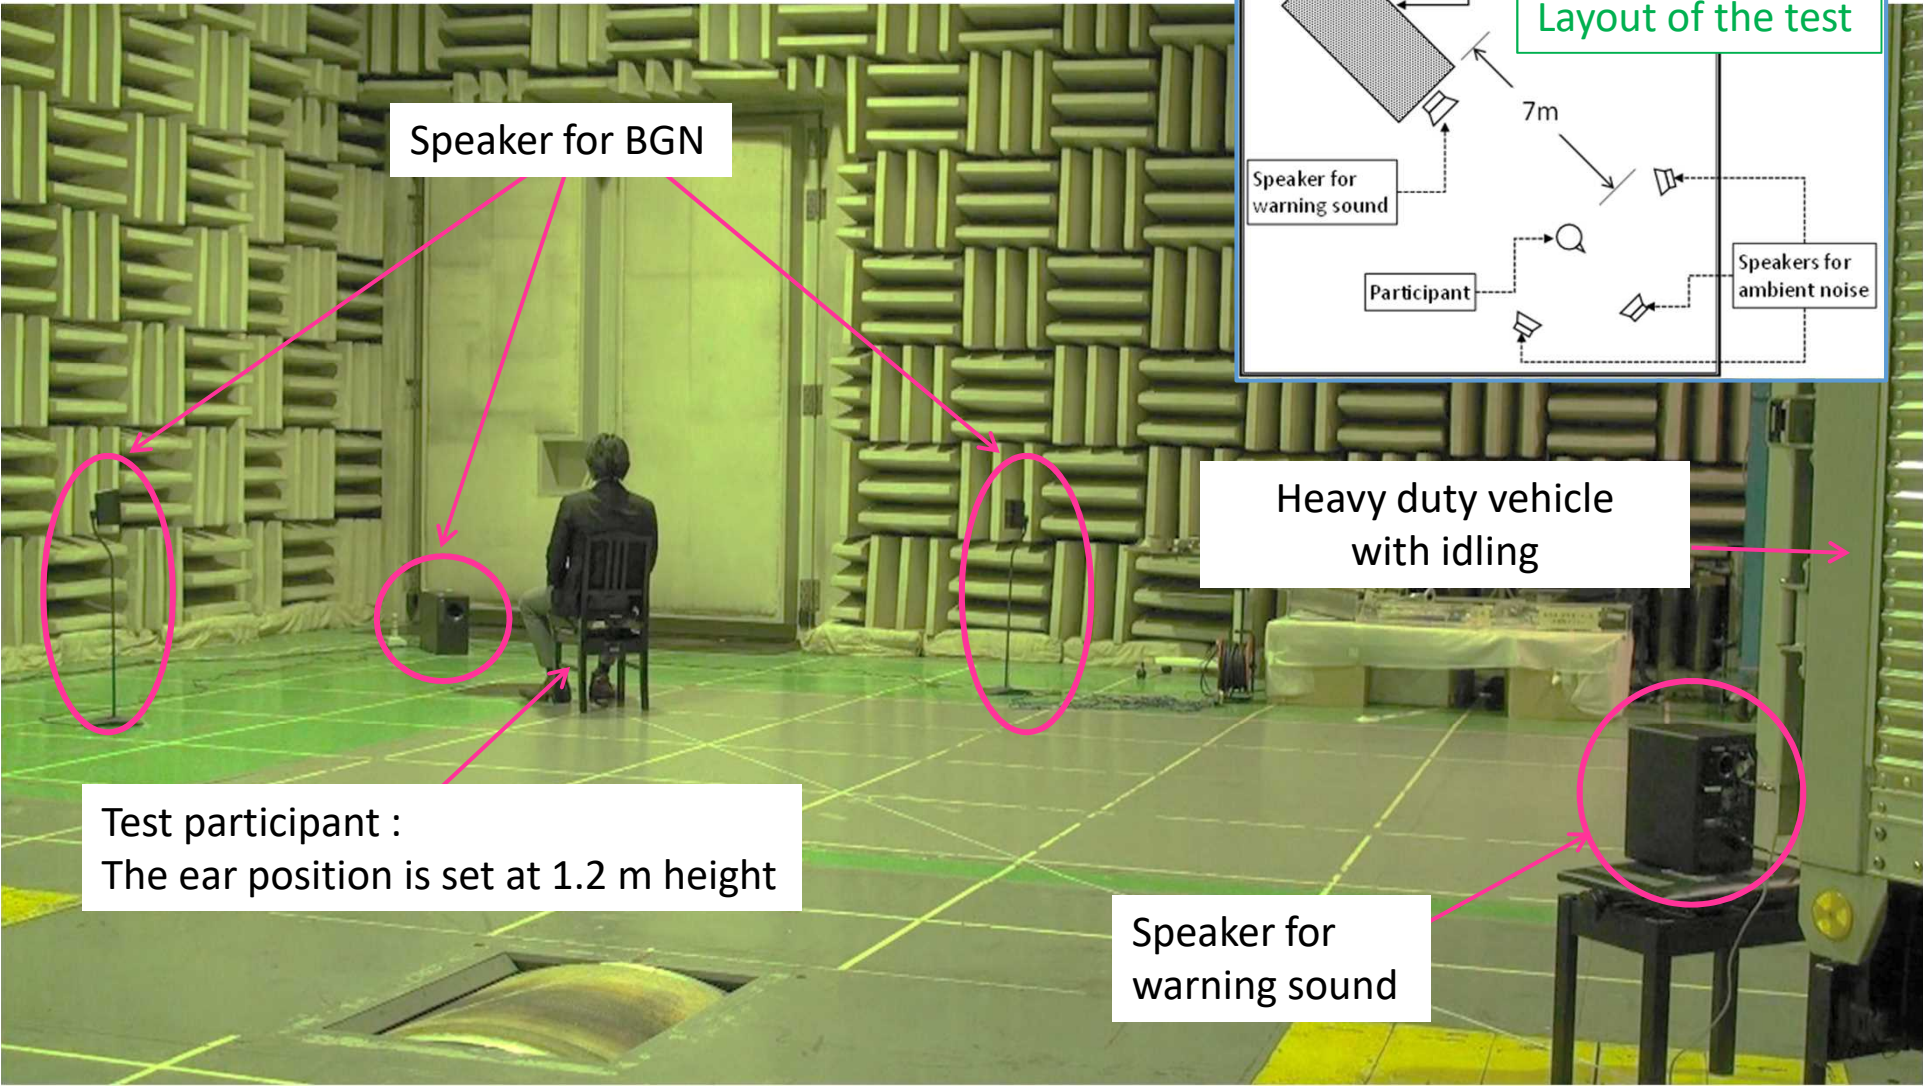 Layout of the test
7m
Speaker for
warning sound
Participant
Speakers for
ambient noise
Speaker for BGN
Heavy duty vehicle
with idling
Test participant :
The ear position is set at 1.2 m height
Speaker for
warning sound